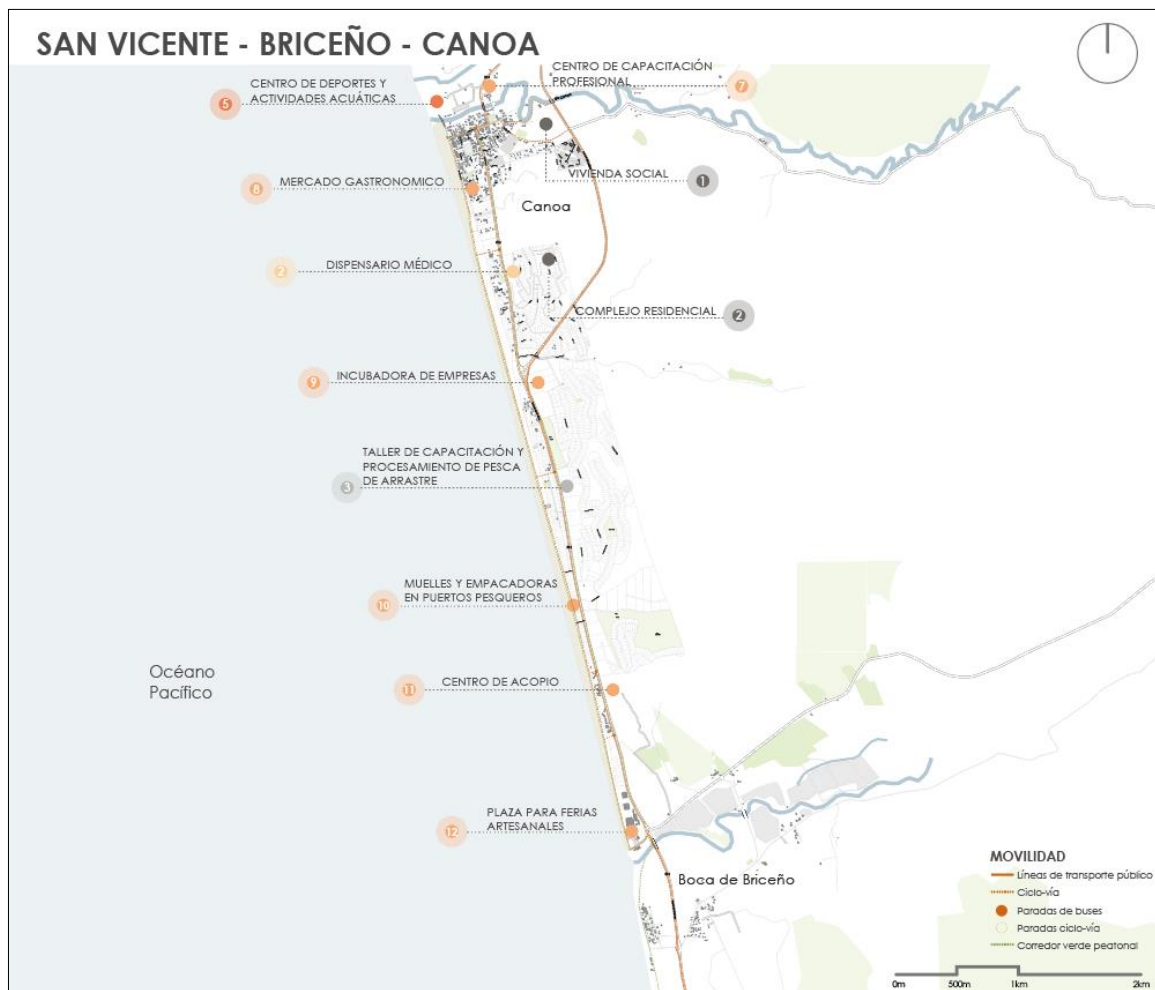 SAN VICENTE - BRICEÑO - CANOA
CENTRO DE DEPORTES Y
ACTIVIDADES ACUÁTICAS
5
CENTRO DE CAPACITACIÓN
PROFESIONAL
7
VIVIENDA SOCIAL
1
8
MERCADO GASTRONOMICO
Canoa
2
DISPENSARIO MÉDICO
COMPLEJO RESIDENCIAL
2
9
INCUBADORA DE EMPRESAS
TALLER DE CAPACITACIÓN Y
PROCESAMIENTO DE PESCA
DE ARRASTRE
3
MUELLES Y EMPACADORAS
EN PUERTOS PESQUEROS
10
Océano
Pacífico
11
CENTRO DE ACOPIO
PLAZA PARA FERIAS
ARTESANALES
12
Boca de Briceño
MOVILIDAD
Líneas de transporte público
Ciclo-vía
Paradas de buses
Paradas ciclo-vía
Corredor verde peatonal
0m 500m 1km 2km